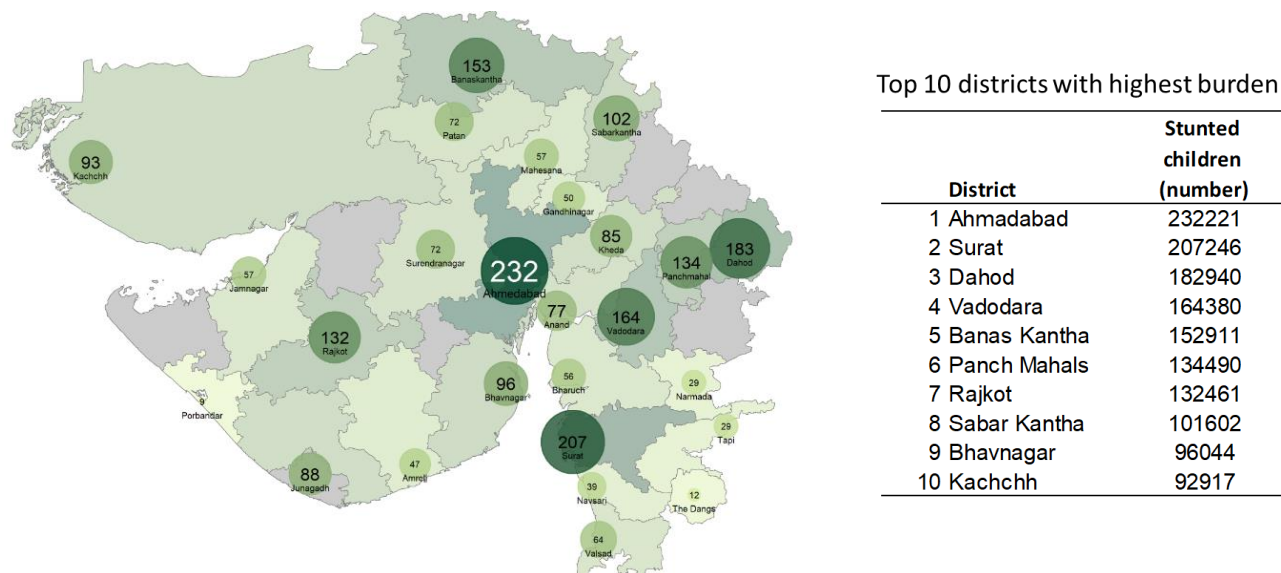 153
Banaskantha
72
Patan
102
Sabarkantha
93
Kachchh
57
Mahesana
50
Gandhinagar
85
Kheda
72
Surendranagar
134
Panchmahal
183
Dahod
232
Ahmedabad
57
Jamnagar
77
Anand
164
Vadodara
132
Rajkot
96
Bhavnagar
56
Bharuch
29
Narmada
9
Porbandar
29
Tapi
207
Surat
88
Junagadh
47
Amreli
39
Navsari
12
The Dangs
64
Valsad
Top 10 districts with highest burden
Stunted
children
District (number)
1 Ahmadabad 232221
2 Surat 207246
3 Dahod 182940
4 Vadodara 164380
5 Banas Kantha 152911
6 Panch Mahals 134490
7 Rajkot 132461
8 Sabar Kantha 101602
9 Bhavnagar 96044
10 Kachchh 92917